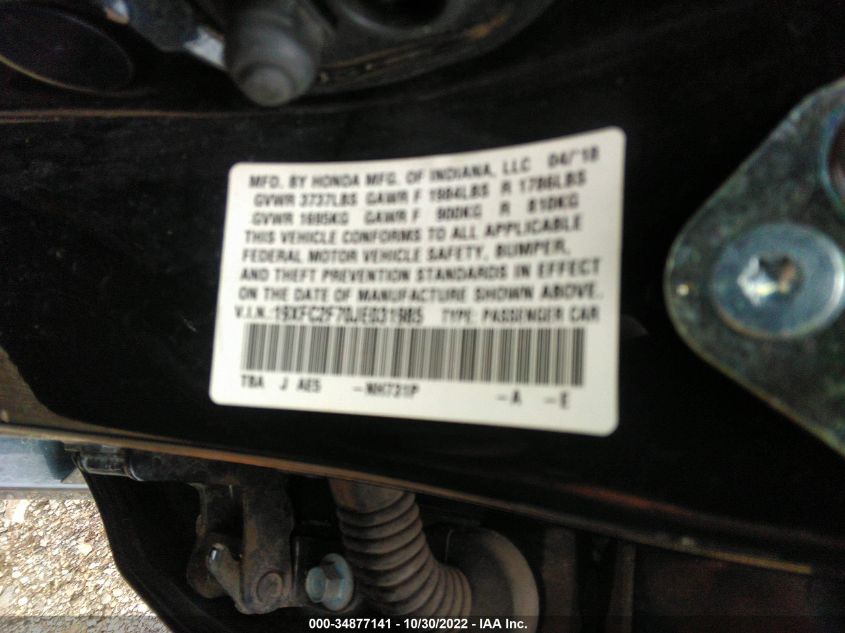 MFD. BY HONDA MFG. OF INDIANA, LLC 04/'18
GVWR 3737LBS GAWR F 1984LBS R 1786LBS
GVWR 1695KG GAWR F 900KG R 810KG
THIS VEHICLE CONFORMS TO ALL APPLICABLE
FEDERAL MOTOR VEHICLE SAFETY, BUMPER,
AND THEFT PREVENTION STANDARDS IN EFFECT
ON THE DATE OF MANUFACTURE SHOWN ABOVE.
V.I.N.:19XFC2F70JE031985 TYPE: PASSENGER CAR
TBA J AE5 -NH731P -A -E
000-34877141 - 10/30/2022 - IAA Inc.